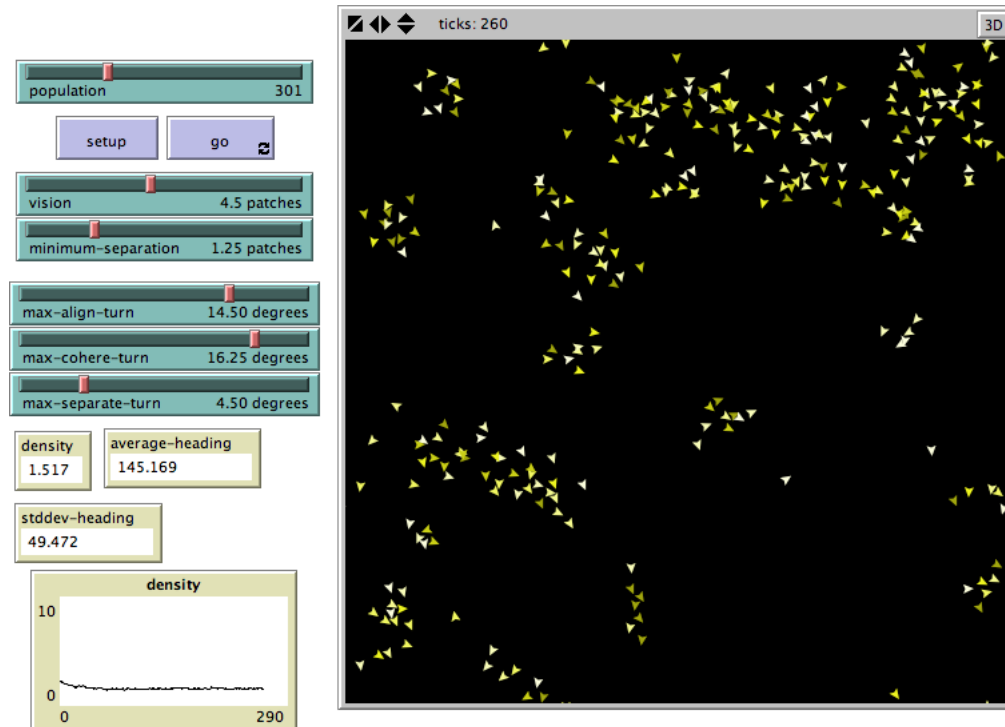 ticks: 260
3D
population 301
setup
go
vision 4.5 patches
minimum-separation 1.25 patches
max-align-turn 14.50 degrees
max-cohere-turn 16.25 degrees
max-separate-turn 4.50 degrees
density
1.517
average-heading
145.169
stddev-heading
49.472
density
10
0
0 290